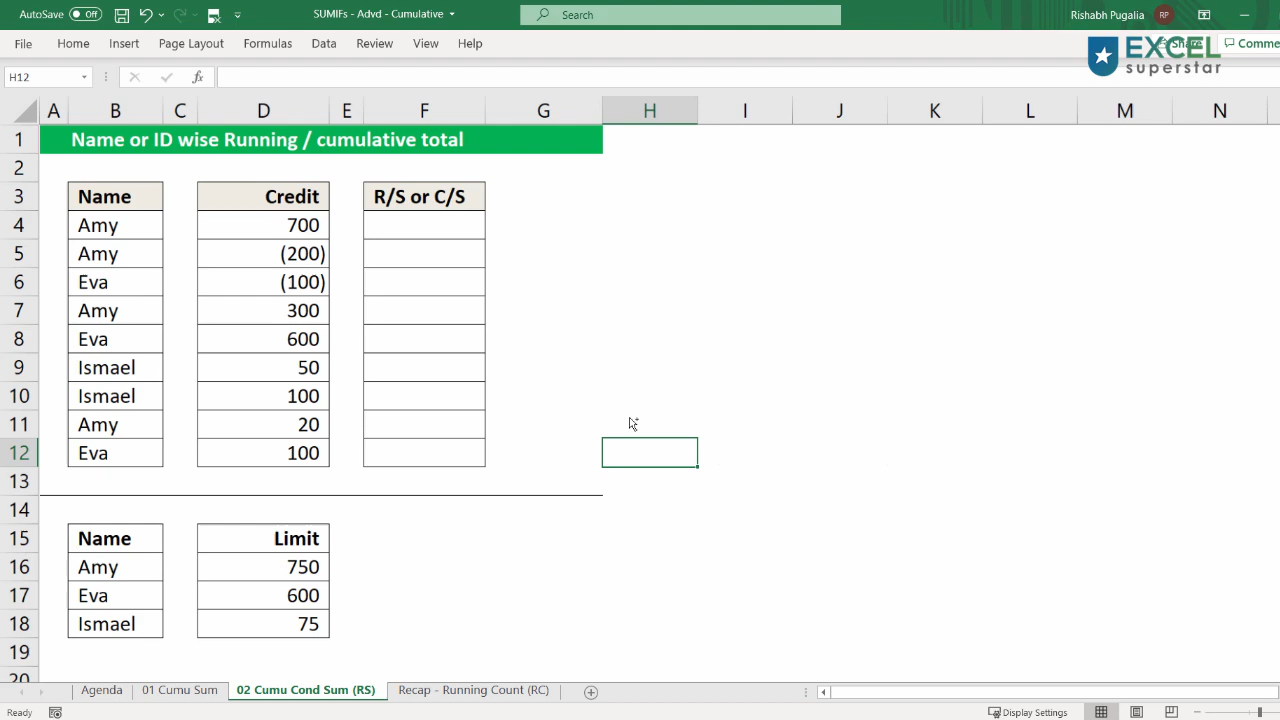 AutoSave Off SUMIFs - Advd - Cumulative Search Rishabh Pugalia RP
File Home Insert Page Layout Formulas Data Review View Help Share Comme
EXCEL
superstar
H12 fx
A B C D E F G H I J K L M N
1 Name or ID wise Running / cumulative total
2
3 Name Credit R/S or C/S
4 Amy 700
5 Amy (200)
6 Eva (100)
7 Amy 300
8 Eva 600
9 Ismael 50
10 Ismael 100
11 Amy 20
12 Eva 100
13
14
15 Name Limit
16 Amy 750
17 Eva 600
18 Ismael 75
19
20
Agenda 01 Cumu Sum 02 Cumu Cond Sum (RS) Recap - Running Count (RC)
Ready Display Settings